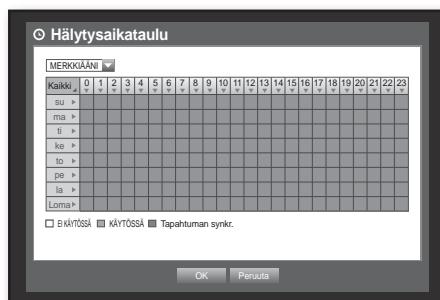 Hälytysaikataulu
MERKKIÄÄNI
Kaikki 0 1 2 3 4 5 6 7 8 9 10 11 12 13 14 15 16 17 18 19 20 21 22 23
su
ma
ti
ke
to
pe
la
Loma
EI KÄYTÖSSÄ KÄYTÖSSÄ Tapahtuman synkr.
OK Peruuta